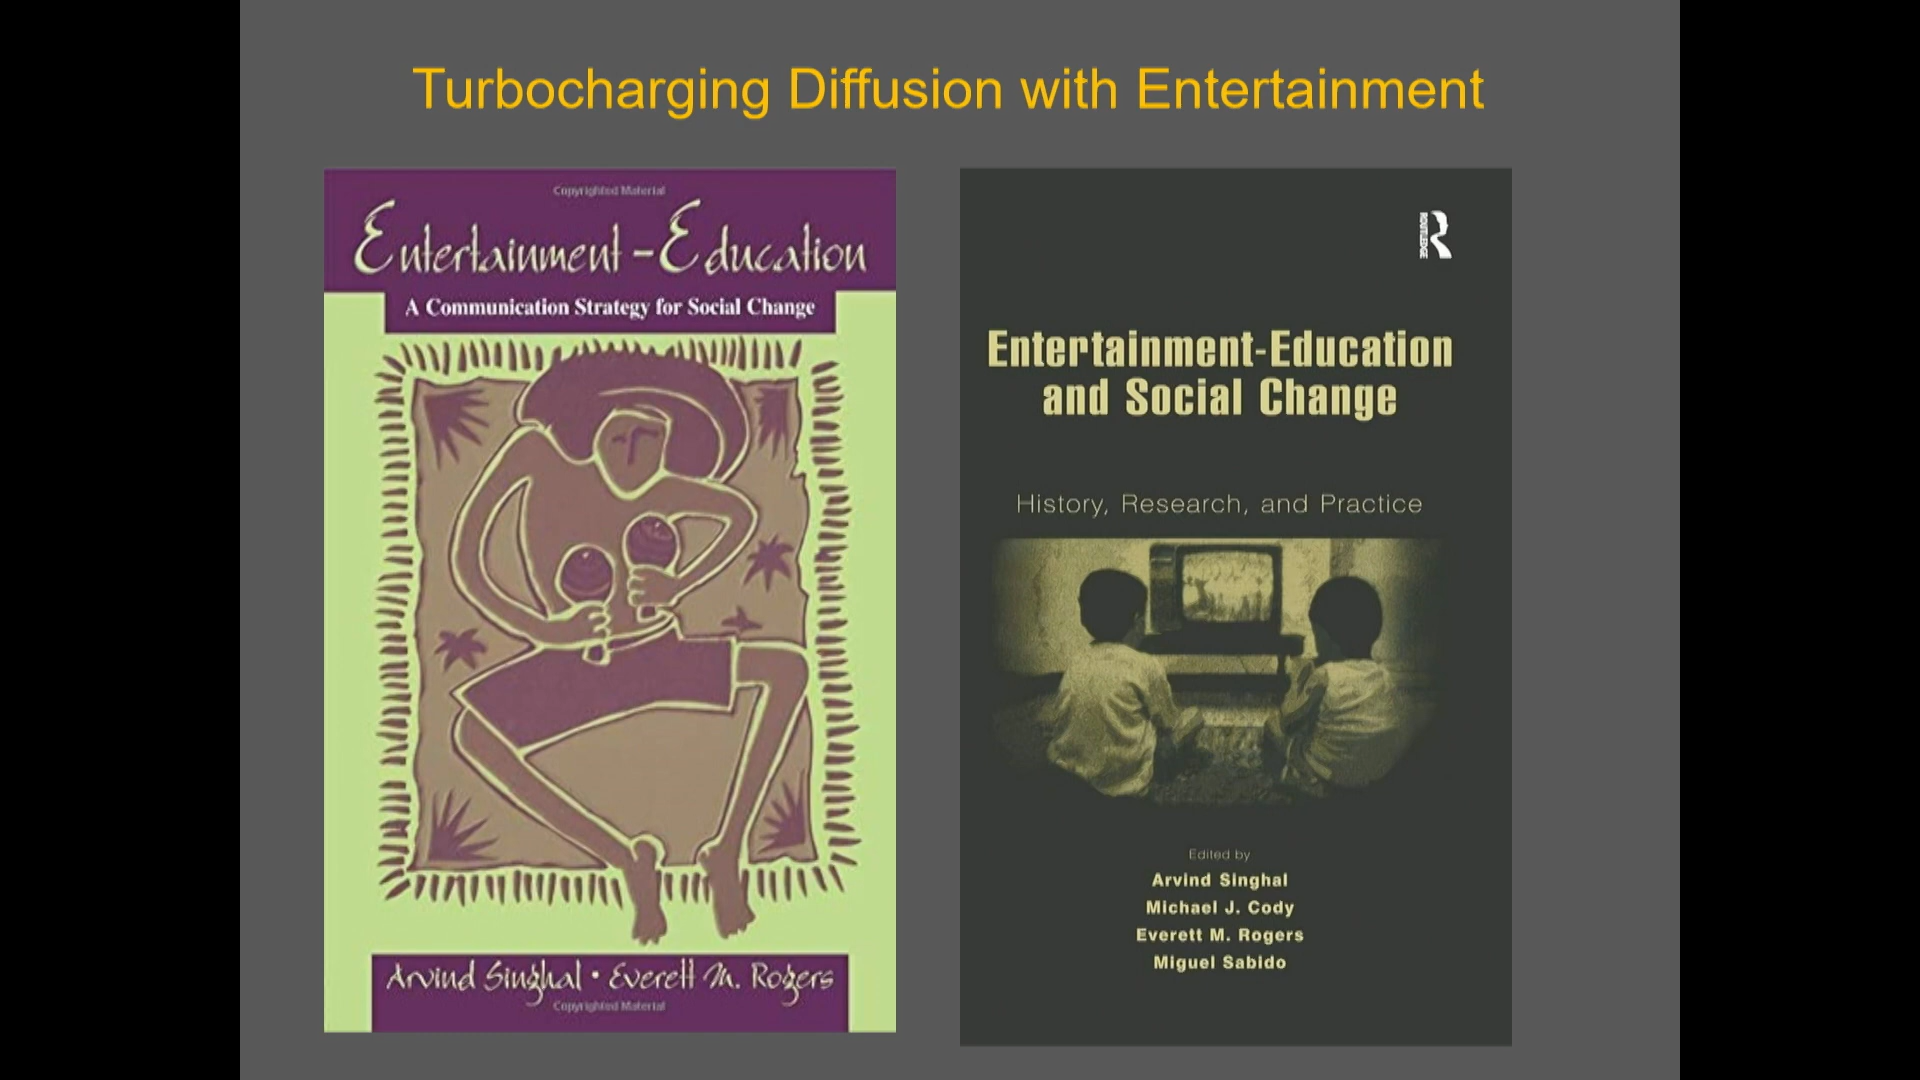 Turbocharging Diffusion with Entertainment
Copyrighted Material
Entertainment-Education
A Communication Strategy for Social Change
Arvind Singhal • Everett M. Rogers
Copyrighted Material
ROUTLEDGE
Entertainment-Education
and Social Change
History, Research, and Practice
Edited by
Arvind Singhal
Michael J. Cody
Everett M. Rogers
Miguel Sabido